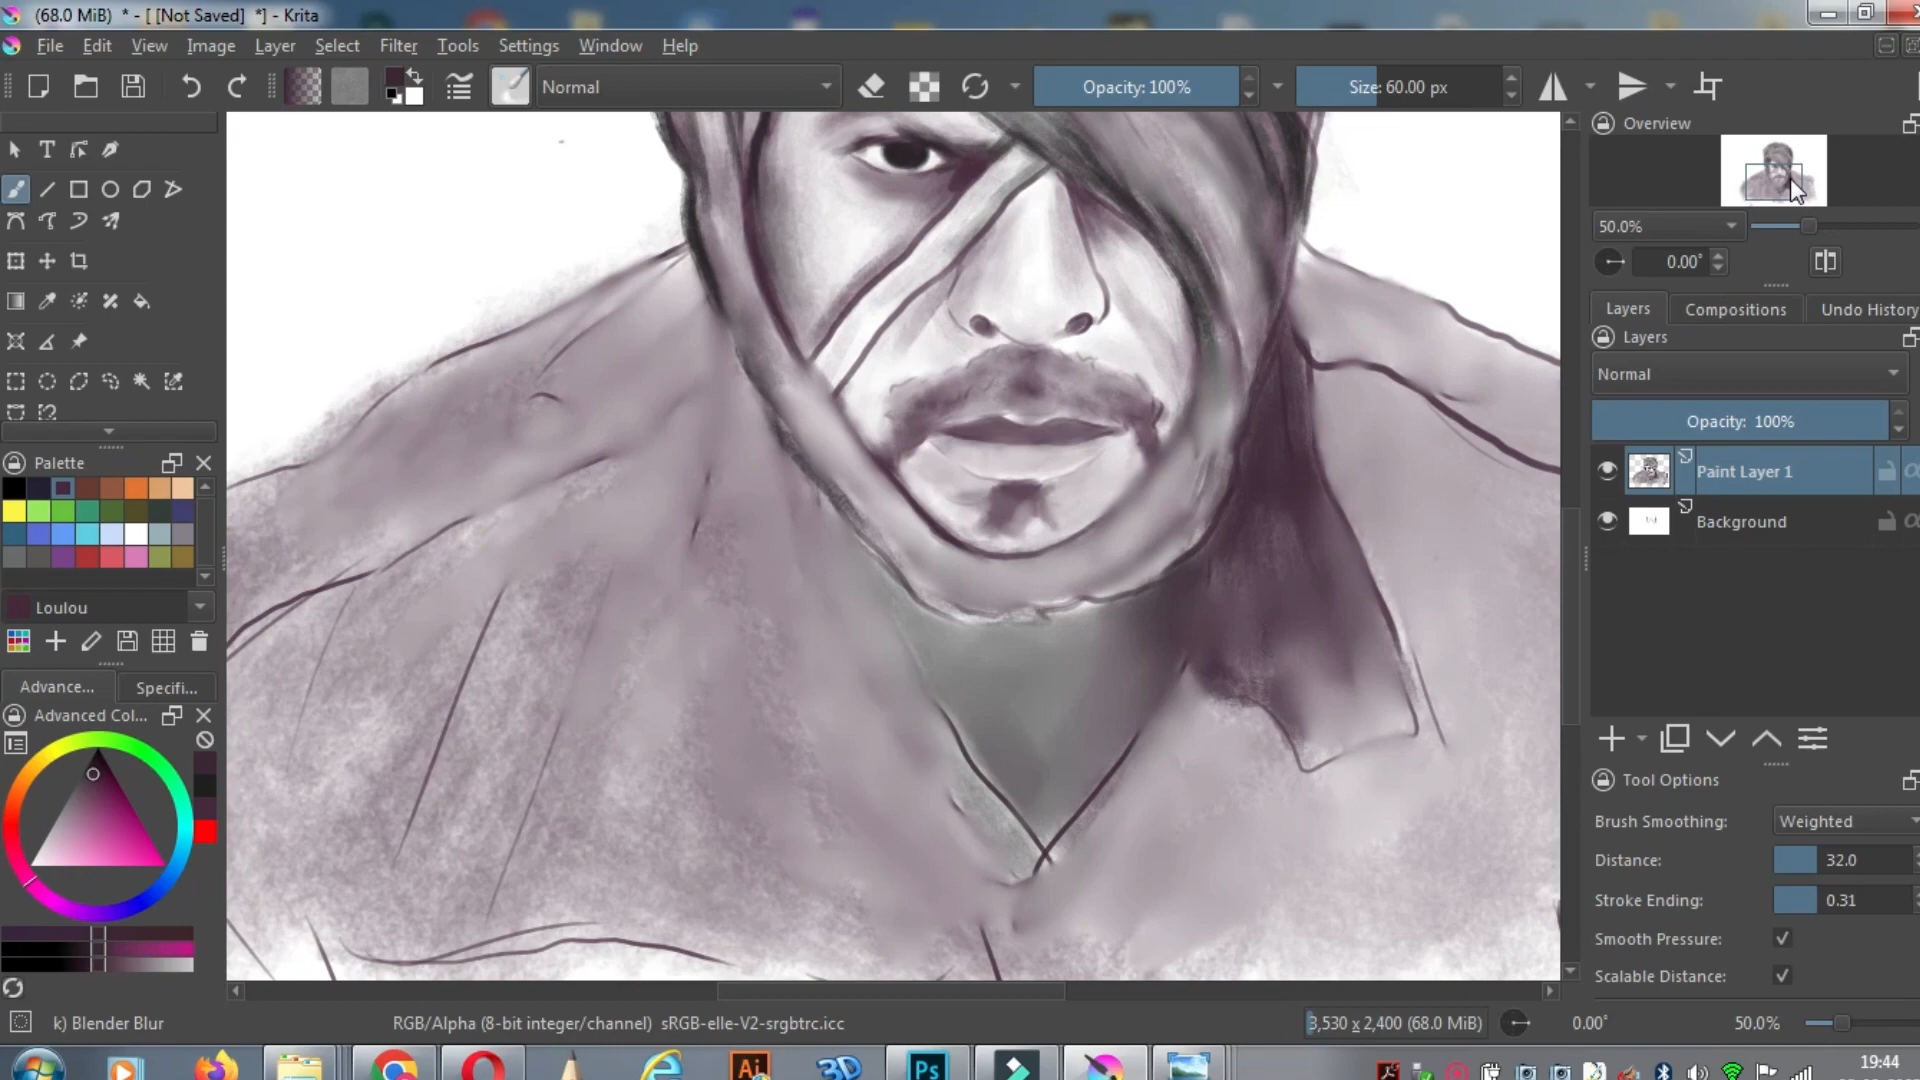 (68.0 MiB)  * - [ [Not Saved]  *] - Krita
File Edit View Image Layer Select Filter Tools Settings Window Help
Normal Opacity: 100% Size: 60.00 px
Overview
50.0%
0.00°
Layers Compositions Undo History
Layers
Normal
Opacity:  100%
Paint Layer 1
Background
Palette
Loulou
Advance... Specifi...
Advanced Col...
Tool Options
Brush Smoothing: Weighted
Distance: 32.0
Stroke Ending: 0.31
Smooth Pressure:
Scalable Distance:
k) Blender Blur RGB/Alpha (8-bit integer/channel)  sRGB-elle-V2-srgbtrc.icc 3,530 x 2,400 (68.0 MiB) 0.00° 50.0%
Ai Ps 19:44